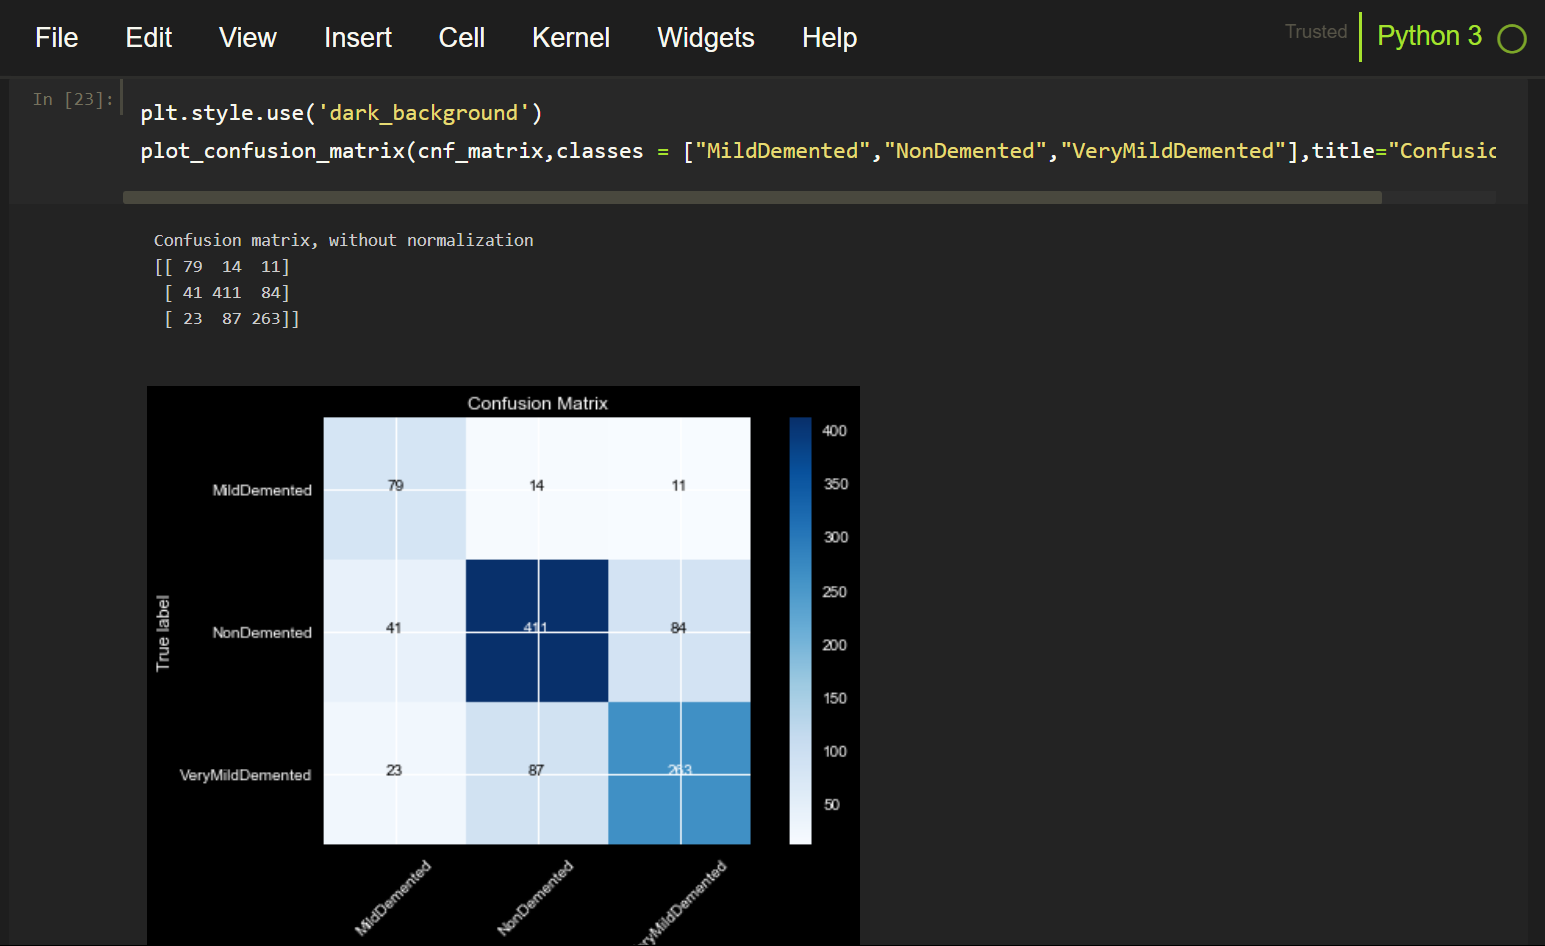 File Edit View Insert Cell Kernel Widgets Help Trusted Python 3
In [23]:
plt.style.use('dark_background')
plot_confusion_matrix(cnf_matrix,classes = ["MildDemented","NonDemented","VeryMildDemented"],title="Confusic
Confusion matrix, without normalization
[[ 79 14 11]
[ 41 411 84]
[ 23 87 263]]
Confusion Matrix
MildDemented 79 14 11
NonDemented 41 411 84
VeryMildDemented 23 87 263
True label
400
350
300
250
200
150
100
50
MildDemented
NonDemented
ryMildDemented